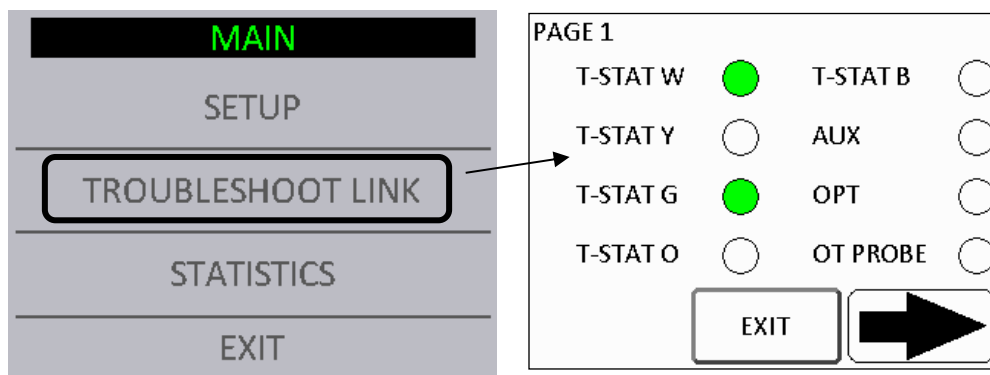 MAIN
SETUP
TROUBLESHOOT LINK
STATISTICS
EXIT
PAGE 1
T-STAT W T-STAT B
T-STAT Y AUX
T-STAT G OPT
T-STAT O OT PROBE
EXIT